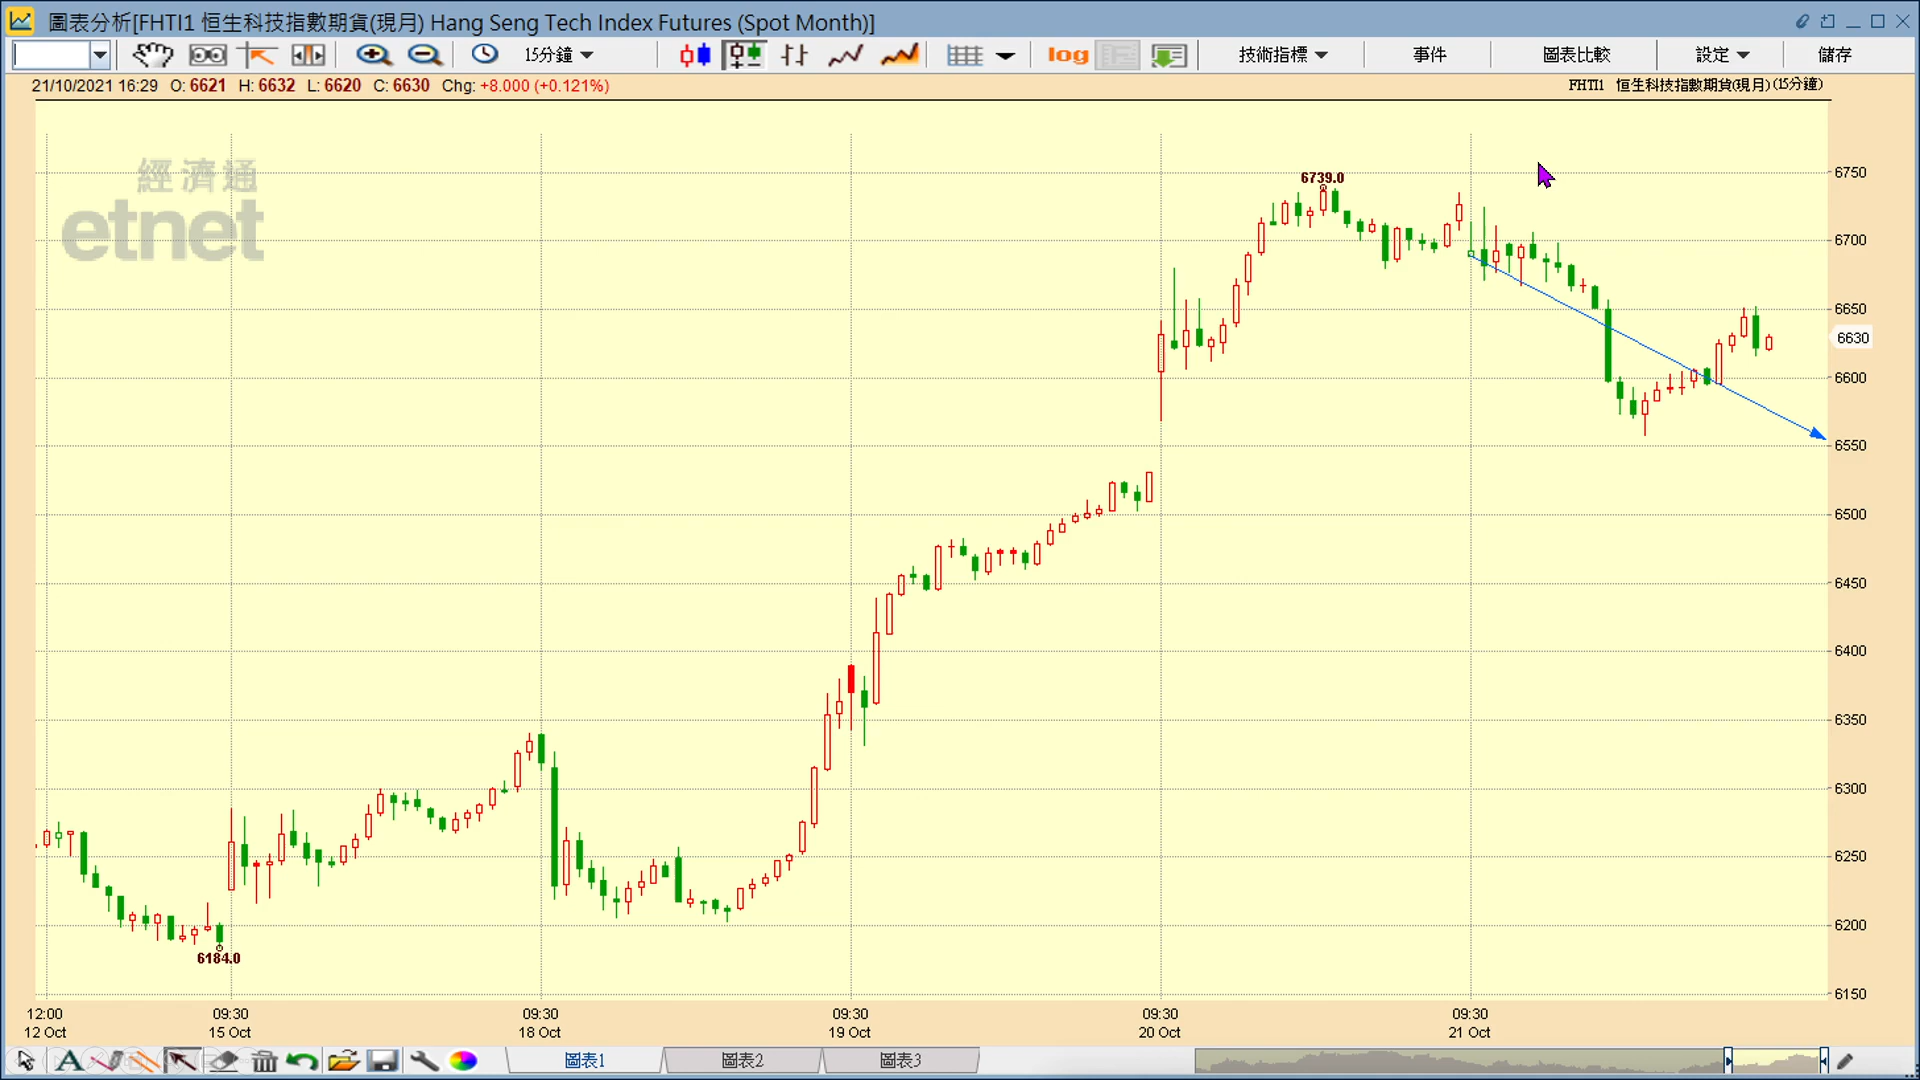 圖表分析[FHTI1 恒生科技指數期貨(現月) Hang Seng Tech Index Futures (Spot Month)]
15分鐘 log 技術指標 事件 圖表比較 設定 儲存
21/10/2021 16:29 O: 6621 H: 6632 L: 6620 C: 6630 Chg: +8.000 (+0.121%) FHTI1 恒生科技指數期貨(現月)(15分鐘)
經濟通
etnet
6739.0
6184.0
6750
6700
6650
6630
6600
6550
6500
6450
6400
6350
6300
6250
6200
6150
12:00 09:30 09:30 09:30 09:30 09:30
12 Oct 15 Oct 18 Oct 19 Oct 20 Oct 21 Oct
A 圖表1 圖表2 圖表3